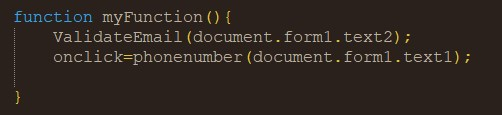 function myFunction(){
ValidateEmail(document.form1.text2);
onclick=phonenumber(document.form1.text1);
}